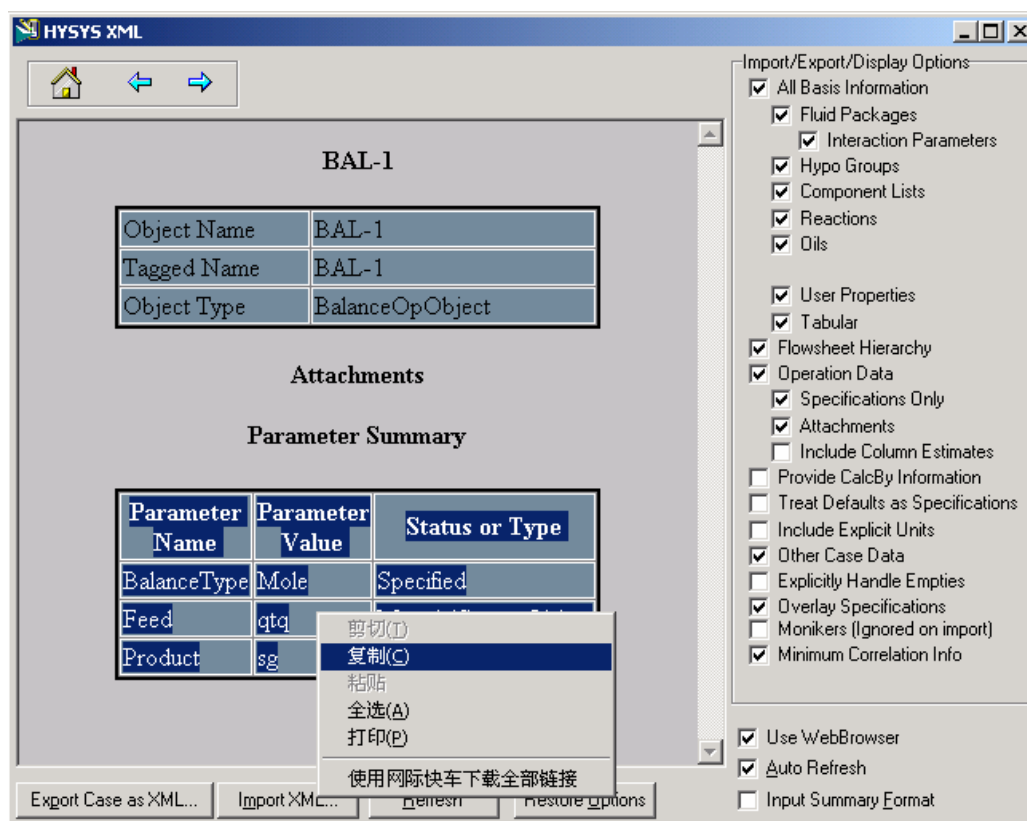 HYSYS XML
BAL-1
Object Name BAL-1
Tagged Name BAL-1
Object Type BalanceOpObject
Attachments
Parameter Summary
Parameter Name Parameter Value Status or Type
BalanceType Mole Specified
Feed qtq
Product sg
剪切(T)
复制(C)
粘贴
全选(A)
打印(P)
使用网际快车下载全部链接
Export Case as XML...
Import XML...
Refresh
Restore Options
Import/Export/Display Options
All Basis Information
Fluid Packages
Interaction Parameters
Hypo Groups
Component Lists
Reactions
Oils
User Properties
Tabular
Flowsheet Hierarchy
Operation Data
Specifications Only
Attachments
Include Column Estimates
Provide CalcBy Information
Treat Defaults as Specifications
Include Explicit Units
Other Case Data
Explicitly Handle Empties
Overlay Specifications
Monikers (Ignored on import)
Minimum Correlation Info
Use WebBrowser
Auto Refresh
Input Summary Format